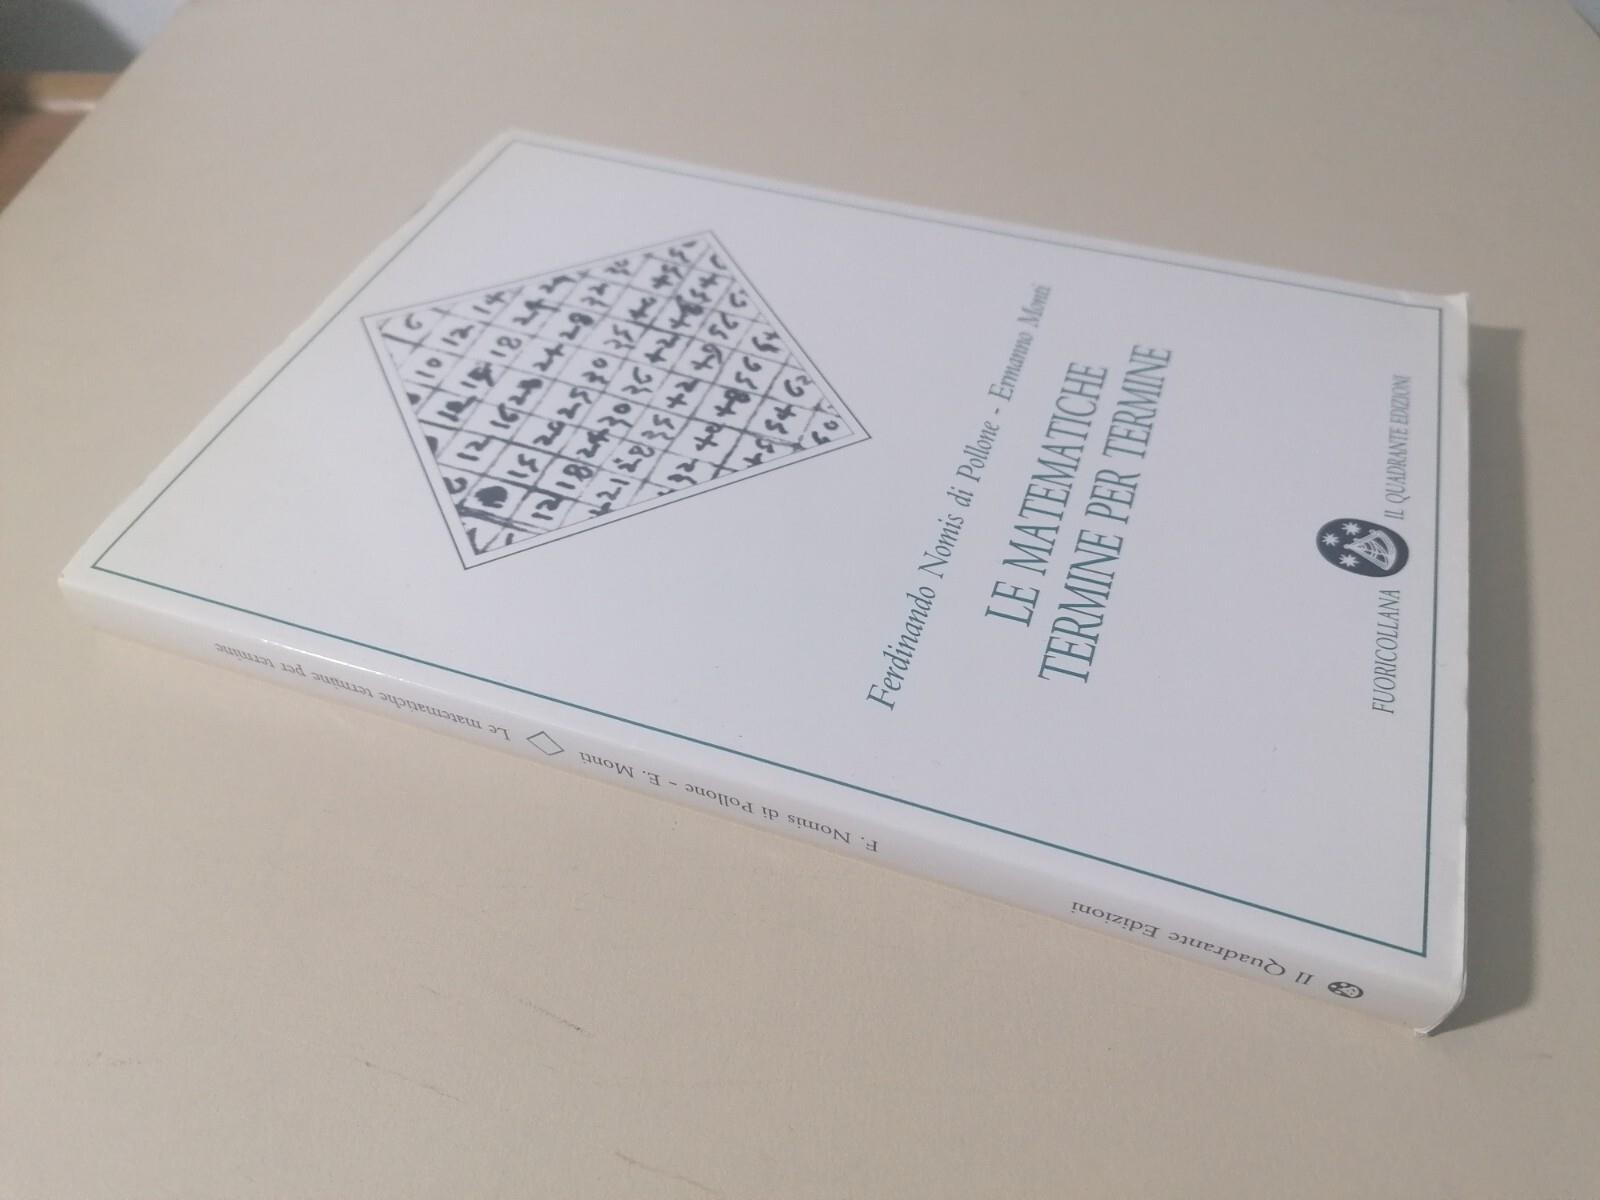 Ferdinando Nomis di Pollone - Ermanno Monti
LE MATEMATICHE
TERMINE PER TERMINE
FUORICOLLANA IL QUADRANTE EDIZIONI
Il Quadrante Edizioni F. Nomis di Pollone - E. Monti Le matematiche termine per termine